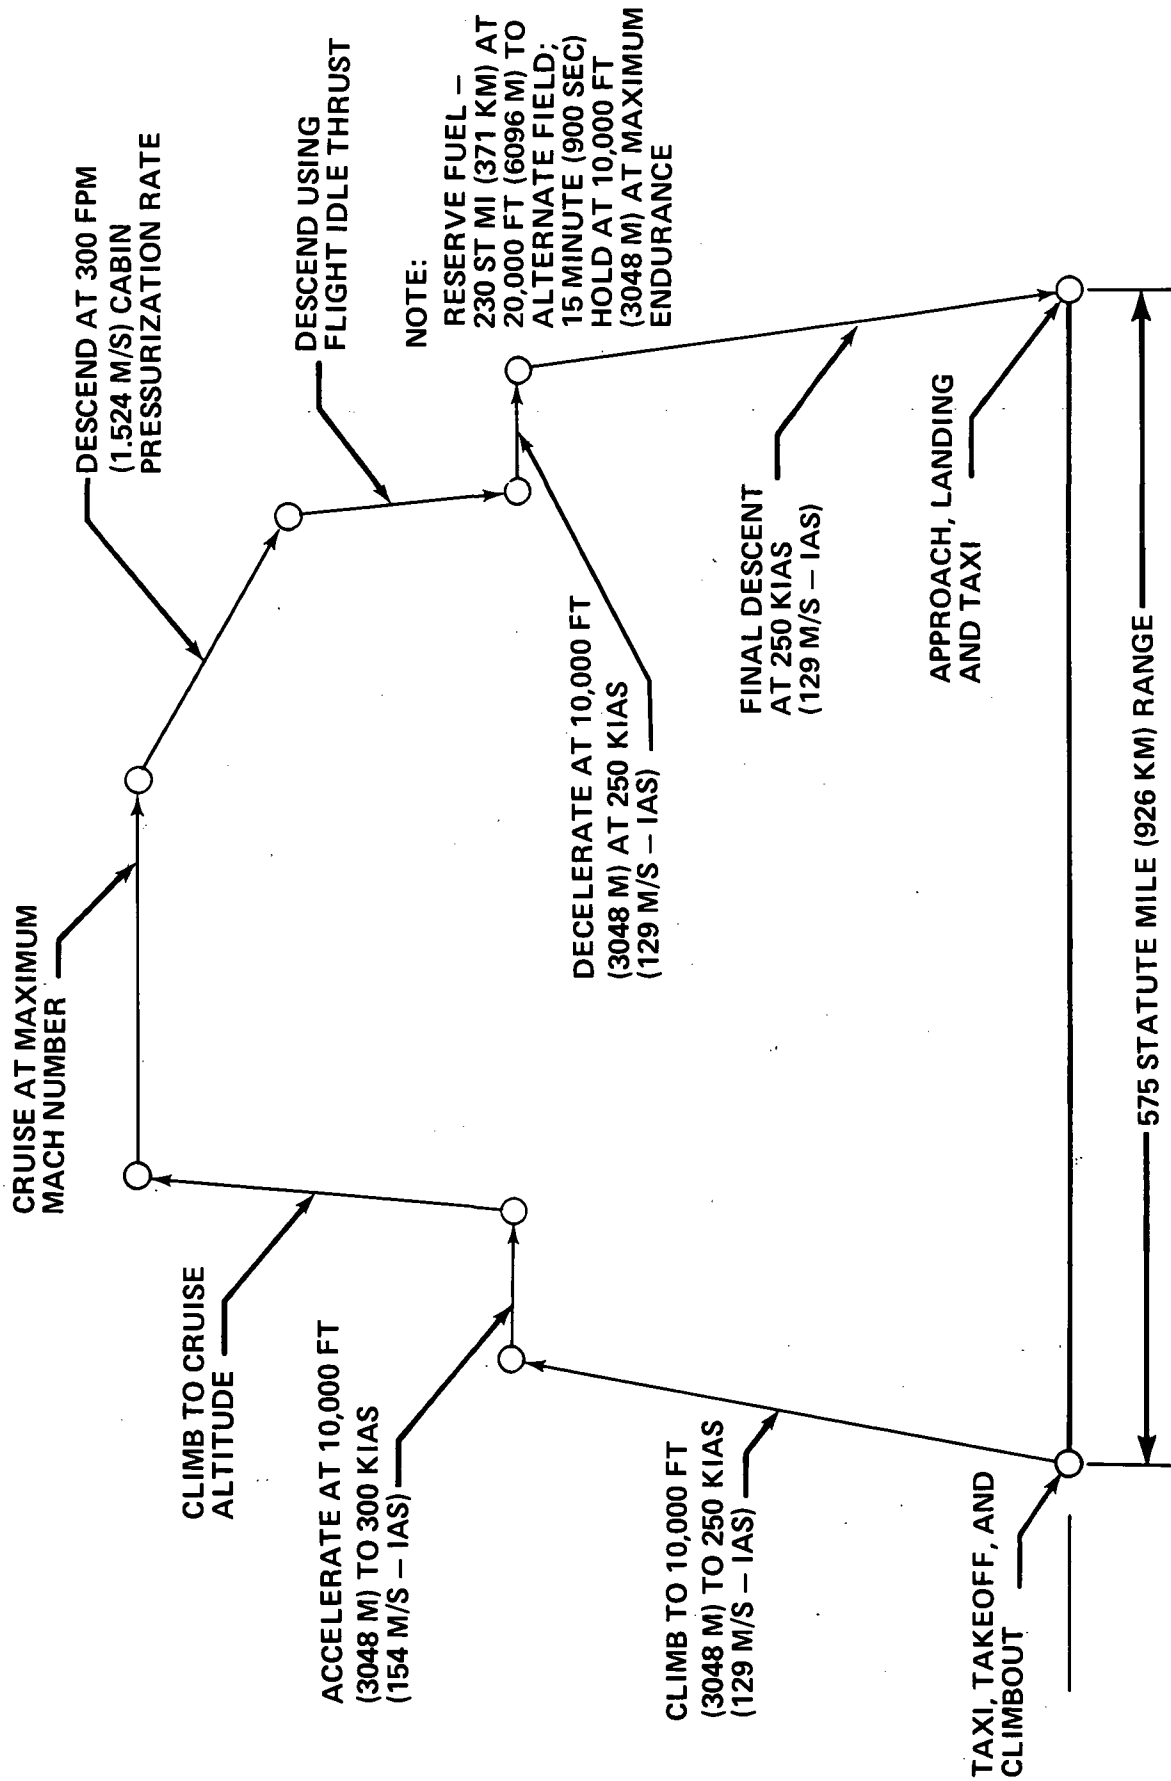 CRUISE AT MAXIMUM
MACH NUMBER
DESCEND AT 300 FPM
(1.524 M/S) CABIN
PRESSURIZATION RATE
CLIMB TO CRUISE
ALTITUDE
DESCEND USING
FLIGHT IDLE THRUST
ACCELERATE AT 10,000 FT
(3048 M) TO 300 KIAS
(154 M/S – IAS)
NOTE:
RESERVE FUEL –
230 ST MI (371 KM) AT
20,000 FT (6096 M) TO
ALTERNATE FIELD;
15 MINUTE (900 SEC)
HOLD AT 10,000 FT
(3048 M) AT MAXIMUM
ENDURANCE
DECELERATE AT 10,000 FT
(3048 M) AT 250 KIAS
(129 M/S – IAS)
CLIMB TO 10,000 FT
(3048 M) TO 250 KIAS
(129 M/S – IAS)
FINAL DESCENT
AT 250 KIAS
(129 M/S – IAS)
TAXI, TAKEOFF, AND
CLIMBOUT
APPROACH, LANDING
AND TAXI
575 STATUTE MILE (926 KM) RANGE